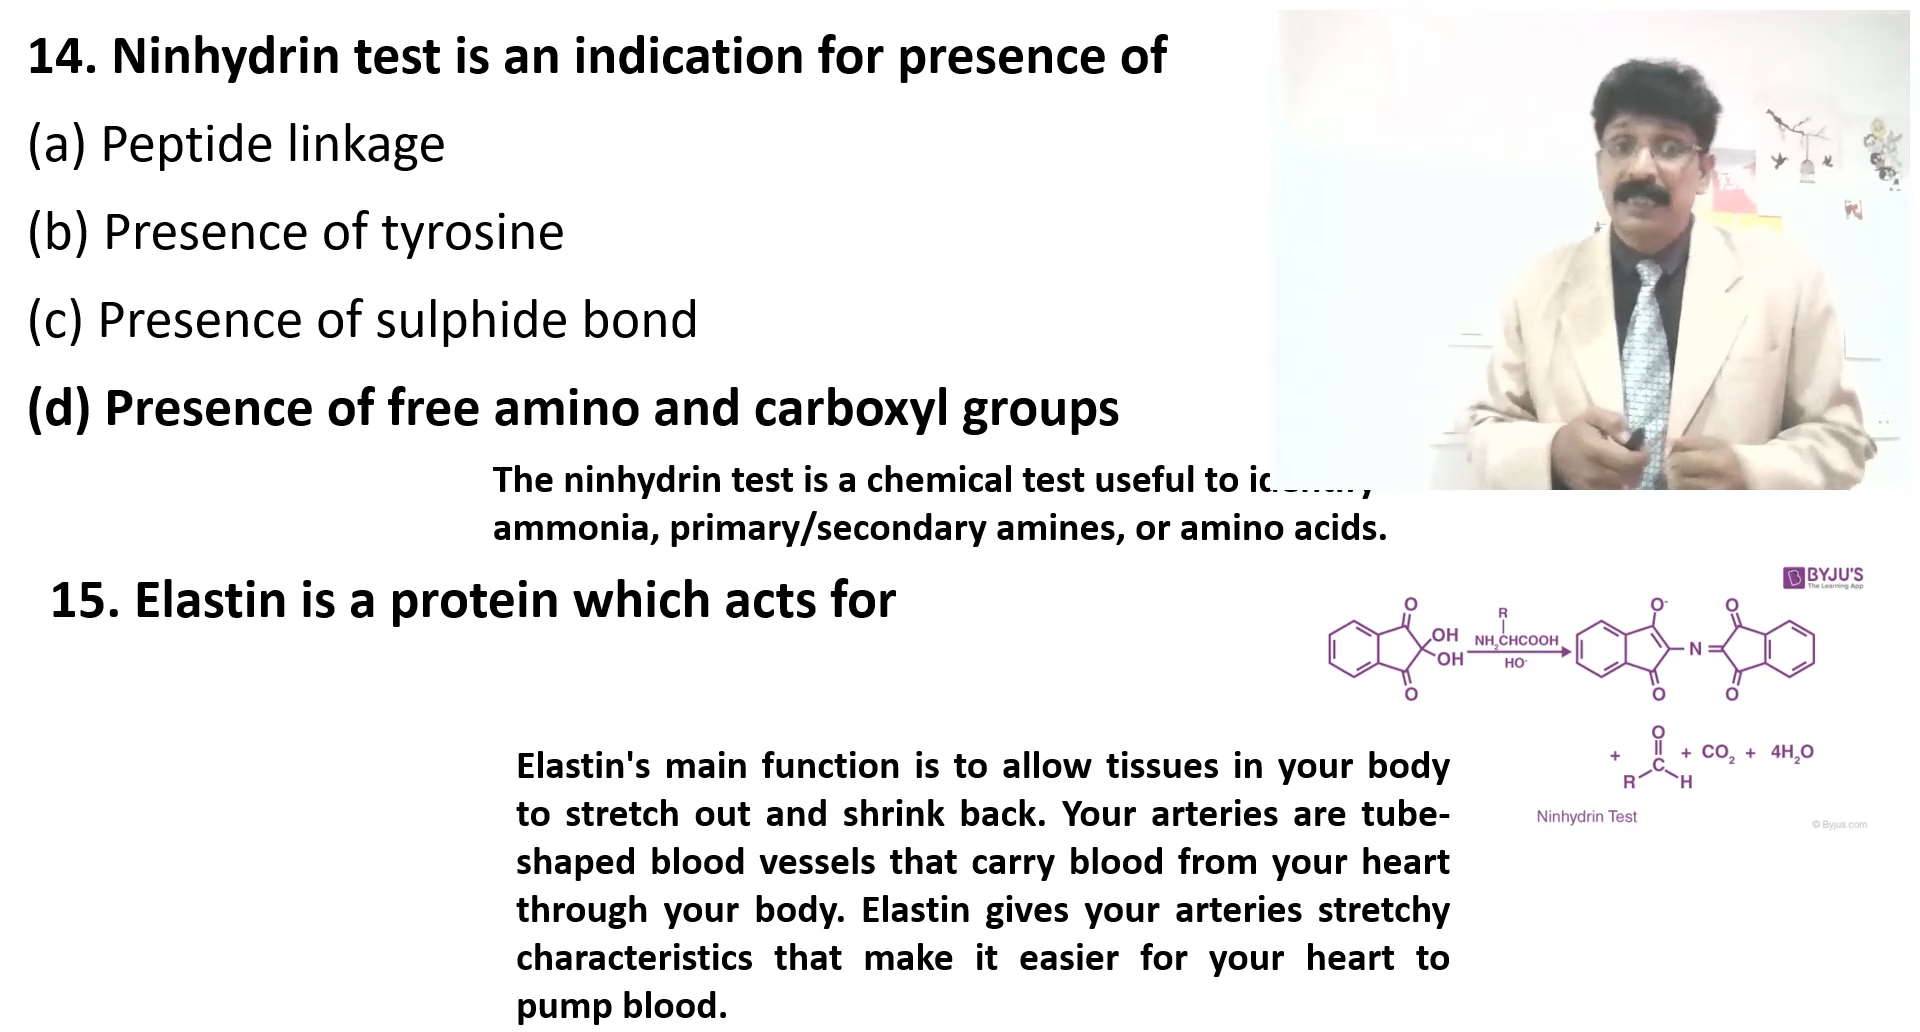 14. Ninhydrin test is an indication for presence of
(a) Peptide linkage
(b) Presence of tyrosine
(c) Presence of sulphide bond
(d) Presence of free amino and carboxyl groups
The ninhydrin test is a chemical test useful to
ammonia, primary/secondary amines, or amino acids.
15. Elastin is a protein which acts for
BYJU'S
The Learning App
O O- O
R
OH NH2CHCOOH N
OH HO-
O O O
O
+ C + CO2 + 4H2O
R H
Ninhydrin Test
© Byjus.com
Elastin's main function is to allow tissues in your body
to stretch out and shrink back. Your arteries are tube-
shaped blood vessels that carry blood from your heart
through your body. Elastin gives your arteries stretchy
characteristics that make it easier for your heart to
pump blood.